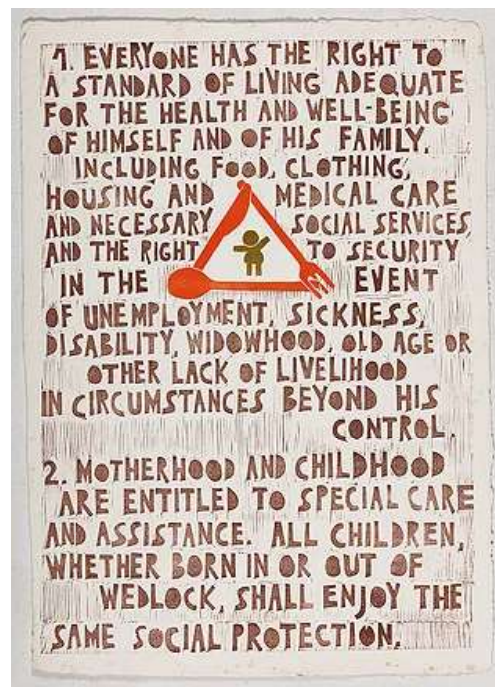 1. EVERYONE HAS THE RIGHT TO
A STANDARD OF LIVING ADEQUATE
FOR THE HEALTH AND WELL-BEING
OF HIMSELF AND OF HIS FAMILY,
INCLUDING FOOD, CLOTHING,
HOUSING AND MEDICAL CARE
AND NECESSARY SOCIAL SERVICES,
AND THE RIGHT TO SECURITY
IN THE EVENT
OF UNEMPLOYMENT, SICKNESS,
DISABILITY, WIDOWHOOD, OLD AGE OR
OTHER LACK OF LIVELIHOOD
IN CIRCUMSTANCES BEYOND HIS
CONTROL.
2. MOTHERHOOD AND CHILDHOOD
ARE ENTITLED TO SPECIAL CARE
AND ASSISTANCE. ALL CHILDREN,
WHETHER BORN IN OR OUT OF
WEDLOCK, SHALL ENJOY THE
SAME SOCIAL PROTECTION.